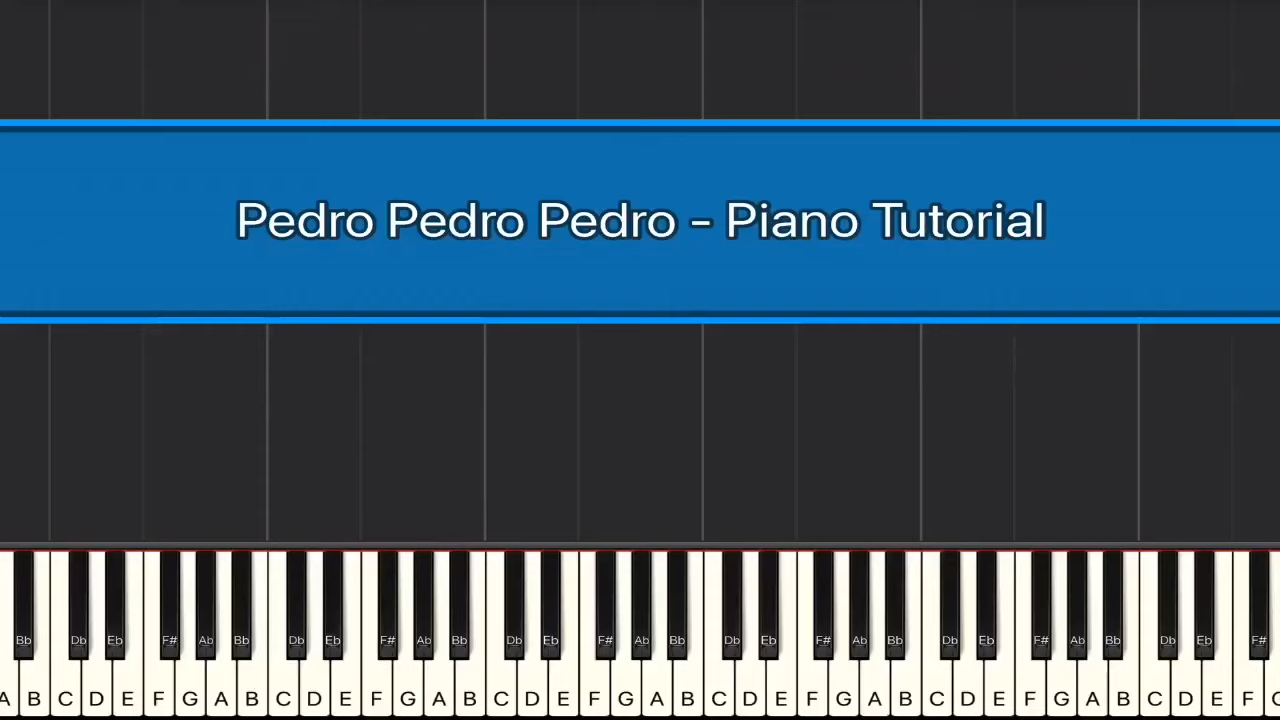 Pedro Pedro Pedro - Piano Tutorial
Bb Db Eb F# Ab Bb Db Eb F# Ab Bb Db Eb F# Ab Bb Db Eb F# Ab Bb Db Eb F# Ab Bb Db Eb F#
A B C D E F G A B C D E F G A B C D E F G A B C D E F G A B C D E F G A B C D E F G